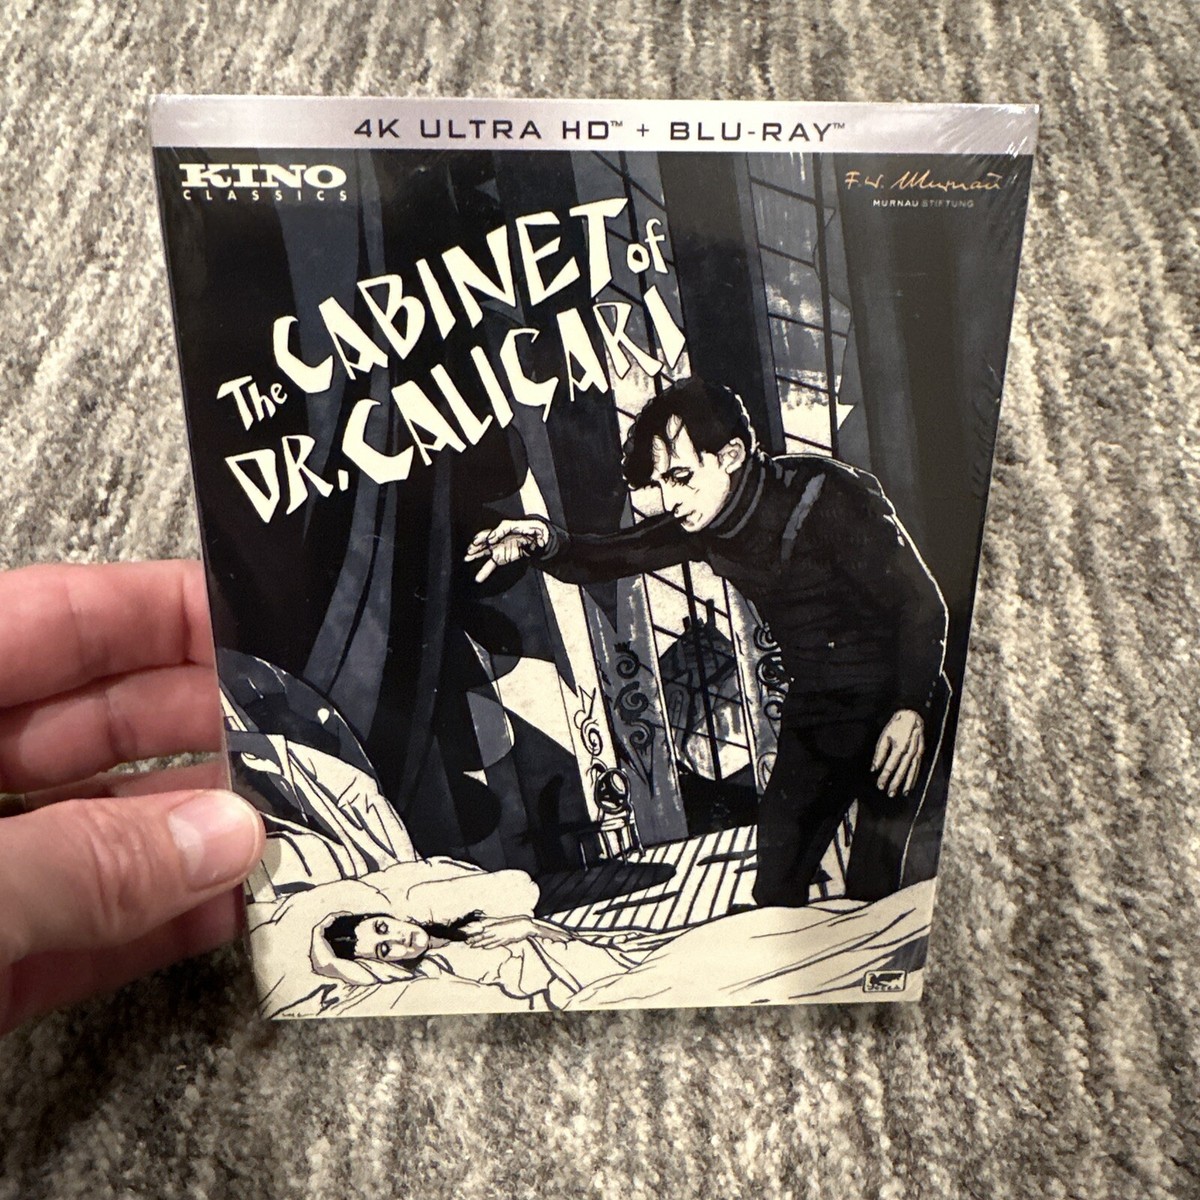 4K ULTRA HD™ + BLU-RAY™
KINO
CLASSICS
F.W. Murnau
MURNAU STIFTUNG
The CABINET of
DR. CALIGARI